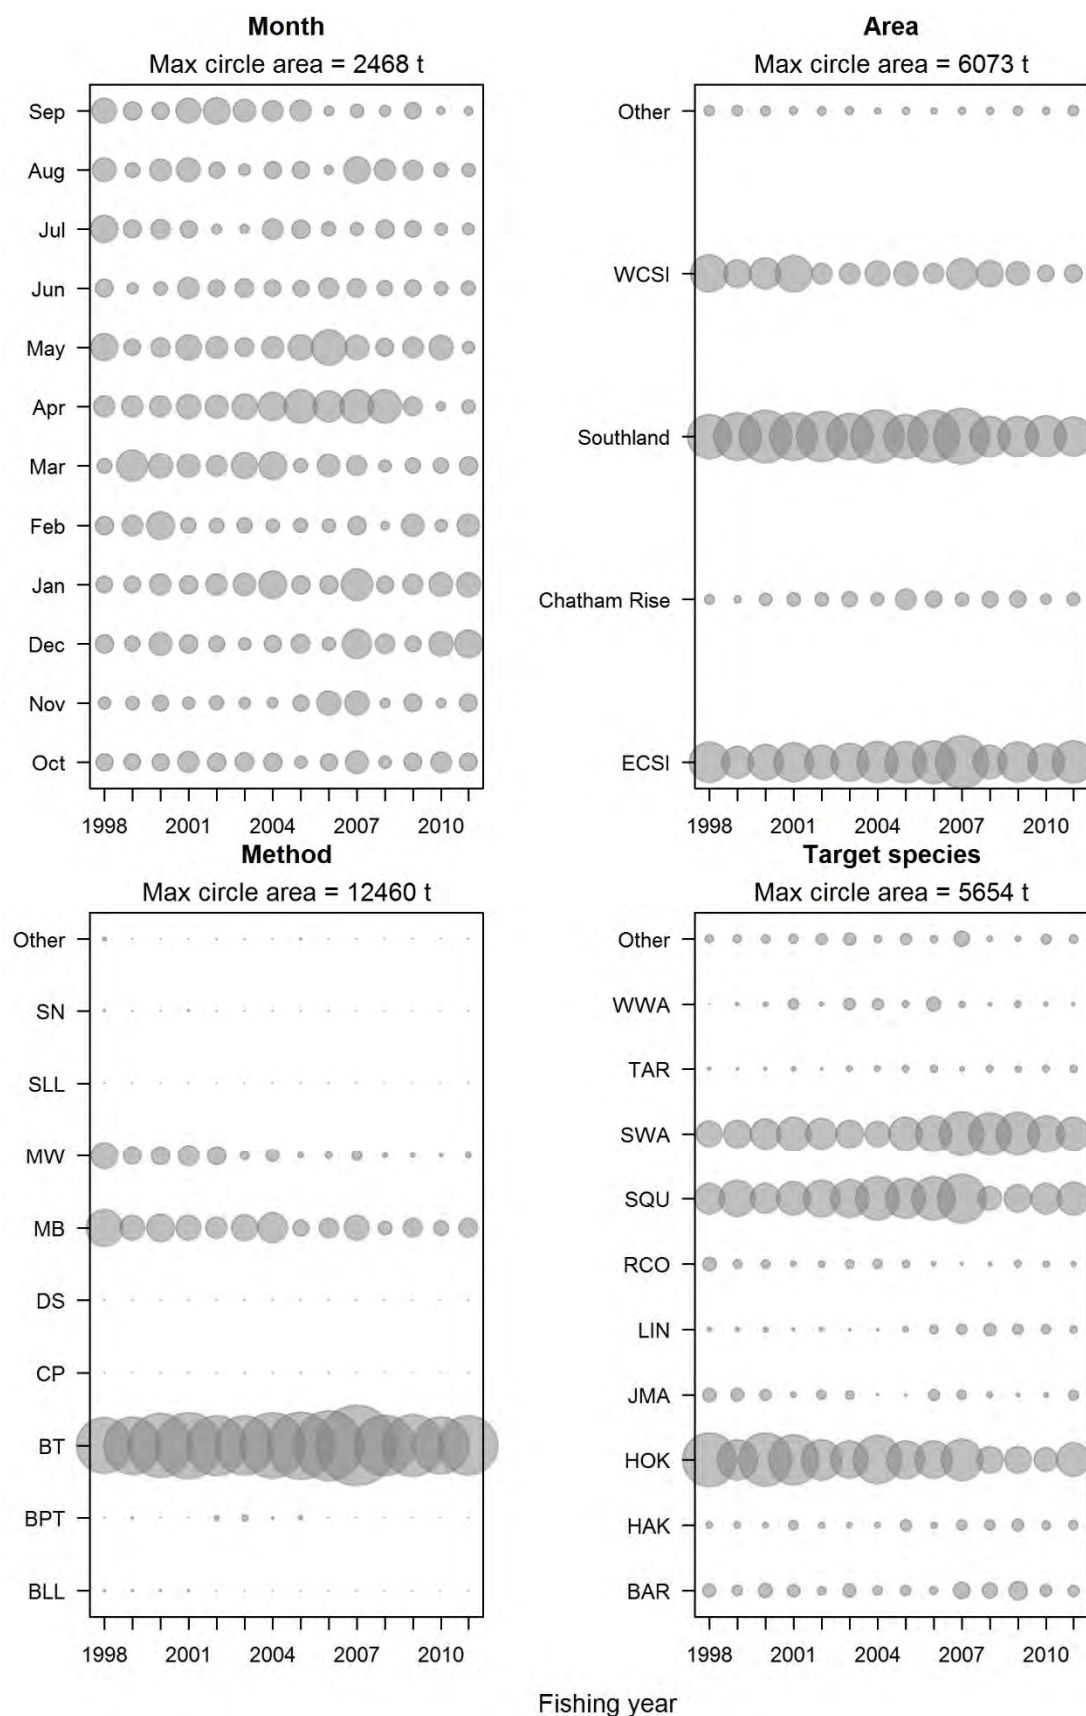 Month
Max circle area = 2468 t
Sep
Aug
Jul
Jun
May
Apr
Mar
Feb
Jan
Dec
Nov
Oct
1998 2001 2004 2007 2010
Area
Max circle area = 6073 t
Other
WCSI
Southland
Chatham Rise
ECSI
1998 2001 2004 2007 2010
Method
Max circle area = 12460 t
Other
SN
SLL
MW
MB
DS
CP
BT
BPT
BLL
1998 2001 2004 2007 2010
Target species
Max circle area = 5654 t
Other
WWA
TAR
SWA
SQU
RCO
LIN
JMA
HOK
HAK
BAR
1998 2001 2004 2007 2010
Fishing year